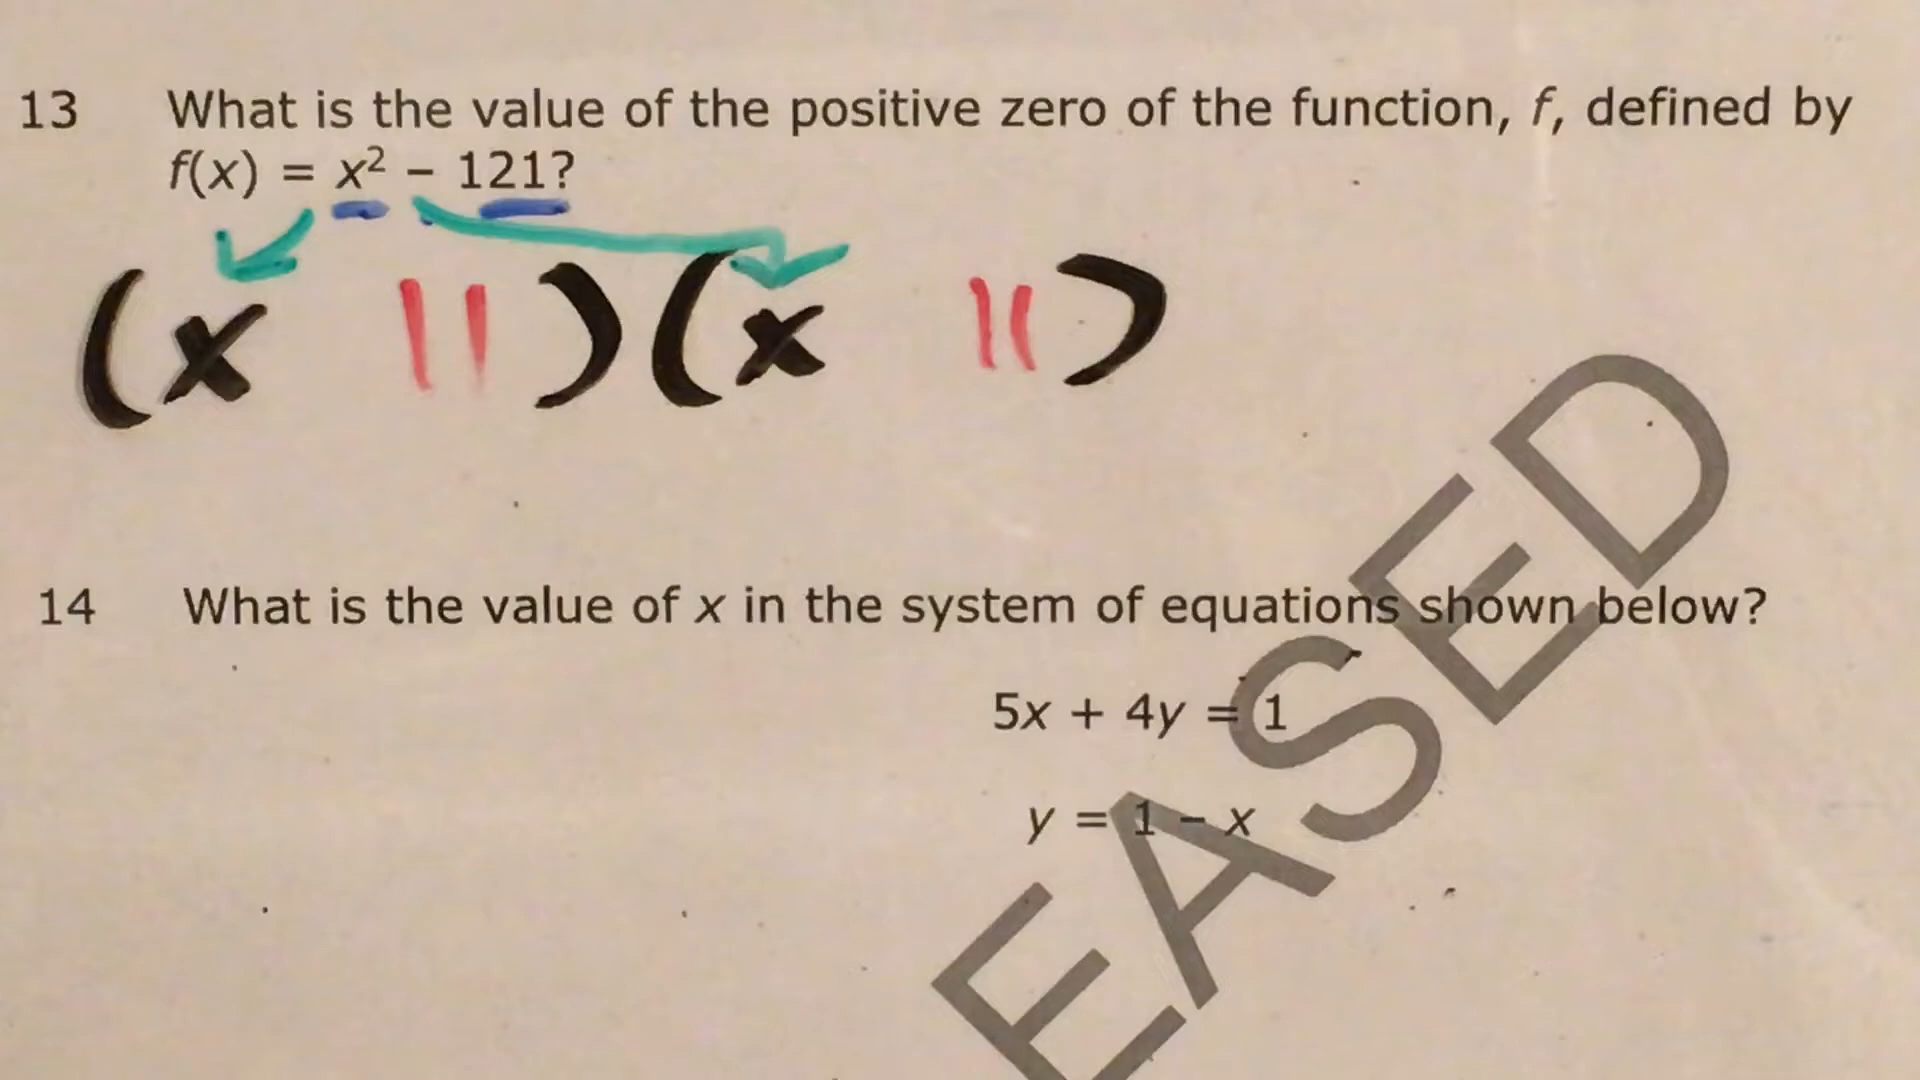 13 What is the value of the positive zero of the function, f, defined by
f(x) = x² – 121?
(x 11)(x 11)
14 What is the value of x in the system of equations shown below?
5x + 4y = 1
y = 1 – x
EASED